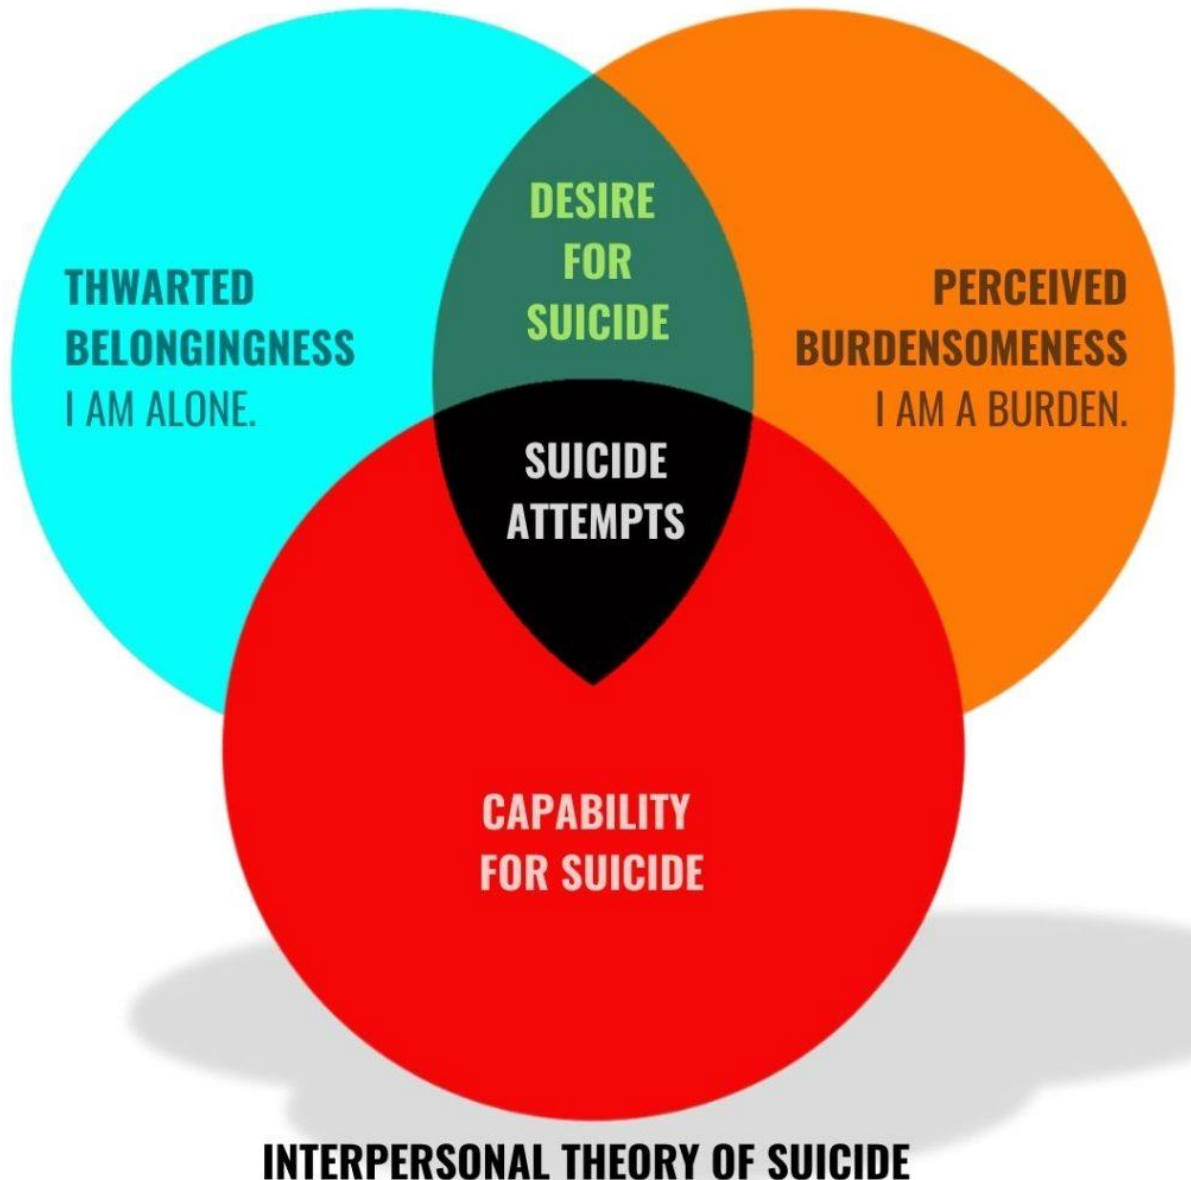 DESIRE
FOR
SUICIDE
THWARTED
BELONGINGNESS
I AM ALONE.
PERCEIVED
BURDENSOMENESS
I AM A BURDEN.
SUICIDE
ATTEMPTS
CAPABILITY
FOR SUICIDE
INTERPERSONAL THEORY OF SUICIDE